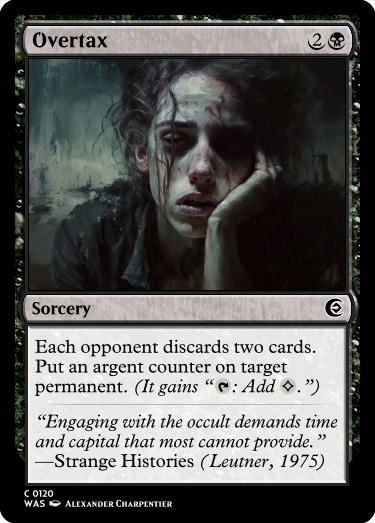 Overtax 2
Sorcery
Each opponent discards two cards.
Put an argent counter on target
permanent. (It gains “: Add .”)
“Engaging with the occult demands time
and capital that most cannot provide.”
—Strange Histories (Leutner, 1975)
C 0120
WAS Alexander Charpentier